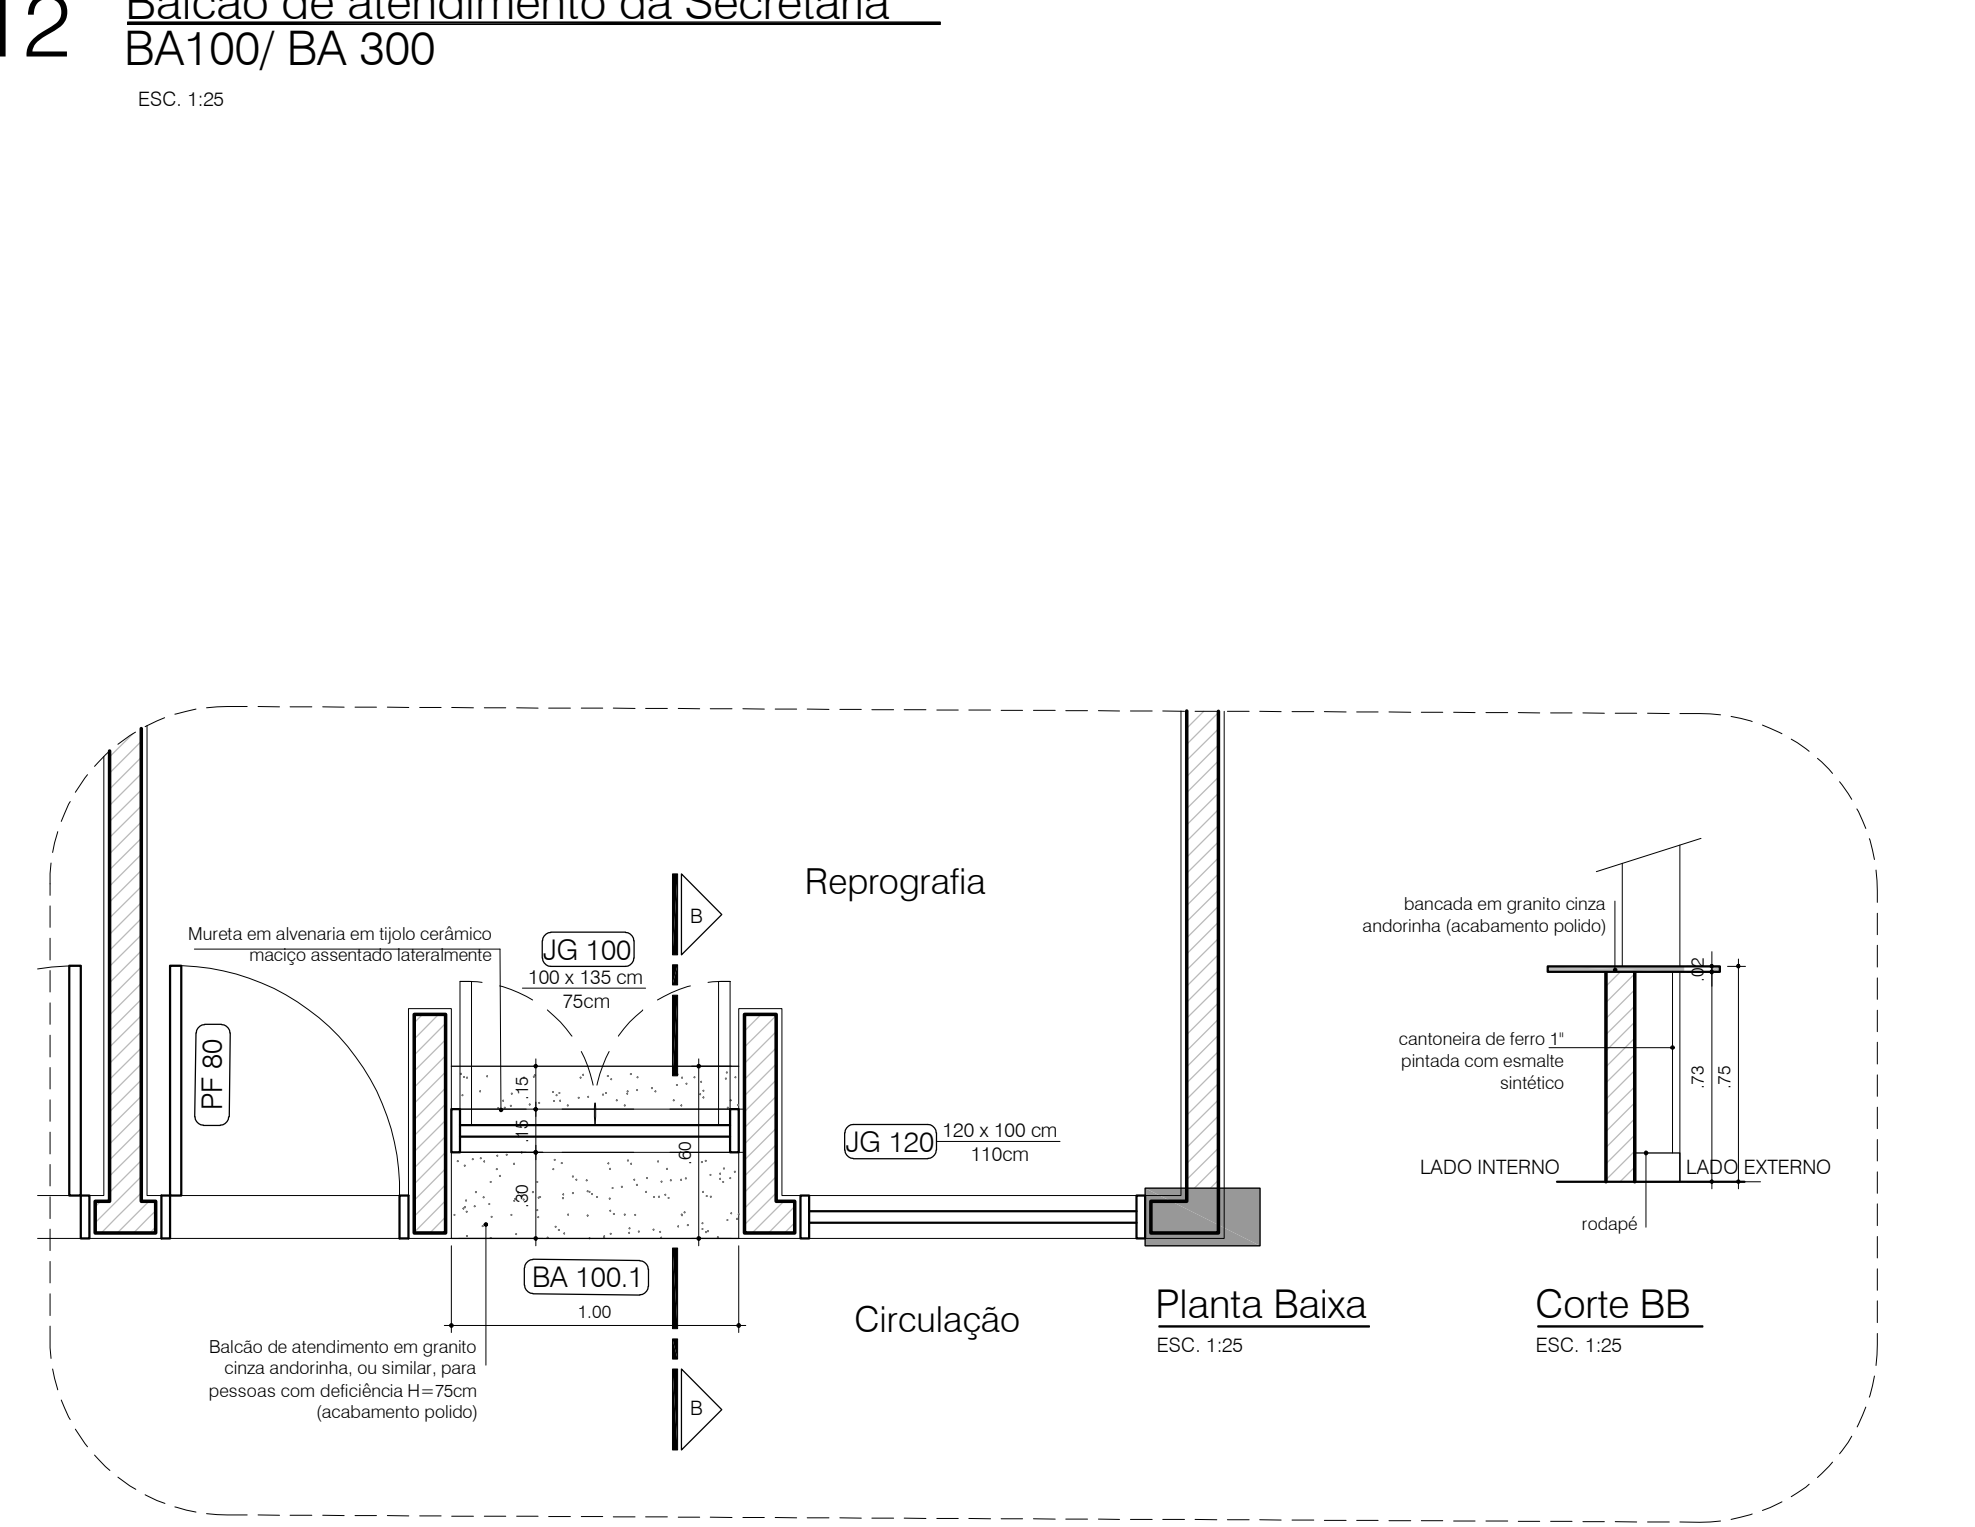 12
Balcão de atendimento da Secretaria
BA100/ BA 300
ESC. 1:25
Reprografia
B
Mureta em alvenaria em tijolo cerâmico
maciço assentado lateralmente
JG 100
100 x 135 cm
75cm
PF 80
.15
.15
.30
.60
JG 120
120 x 100 cm
110cm
BA 100.1
1.00
Circulação
Balcão de atendimento em granito
cinza andorinha, ou similar, para
pessoas com deficiência H=75cm
(acabamento polido)
B
Planta Baixa
ESC. 1:25
bancada em granito cinza
andorinha (acabamento polido)
.02
cantoneira de ferro 1"
pintada com esmalte
sintético
.73
.75
LADO INTERNO
LADO EXTERNO
rodapé
Corte BB
ESC. 1:25